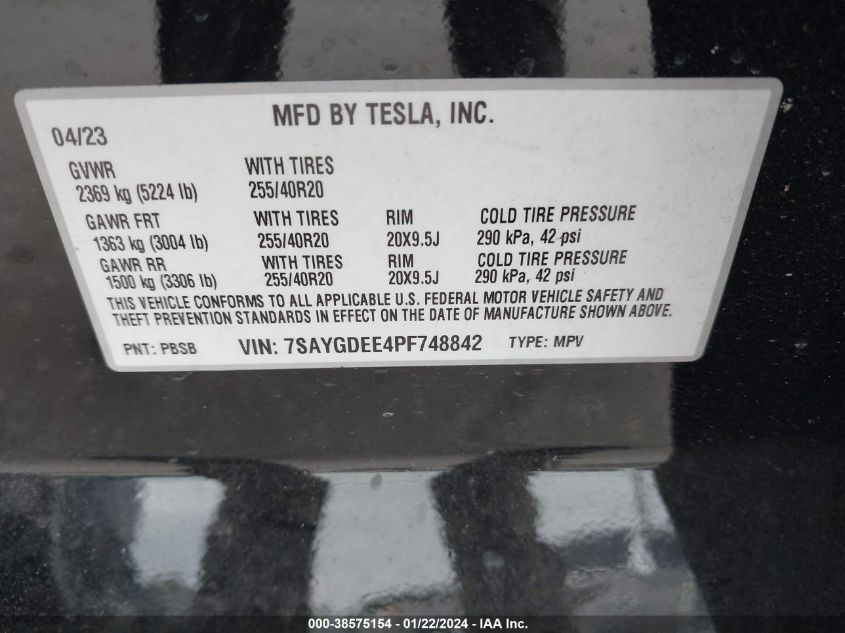 MFD BY TESLA, INC.
04/23
GVWR WITH TIRES
2369 kg (5224 lb) 255/40R20
GAWR FRT WITH TIRES RIM COLD TIRE PRESSURE
1363 kg (3004 lb) 255/40R20 20X9.5J 290 kPa, 42 psi
GAWR RR WITH TIRES RIM COLD TIRE PRESSURE
1500 kg (3306 lb) 255/40R20 20X9.5J 290 kPa, 42 psi
THIS VEHICLE CONFORMS TO ALL APPLICABLE U.S. FEDERAL MOTOR VEHICLE SAFETY AND
THEFT PREVENTION STANDARDS IN EFFECT ON THE DATE OF MANUFACTURE SHOWN ABOVE.
PNT: PBSB VIN: 7SAYGDEE4PF748842 TYPE: MPV
000-38575154 - 01/22/2024 - IAA Inc.